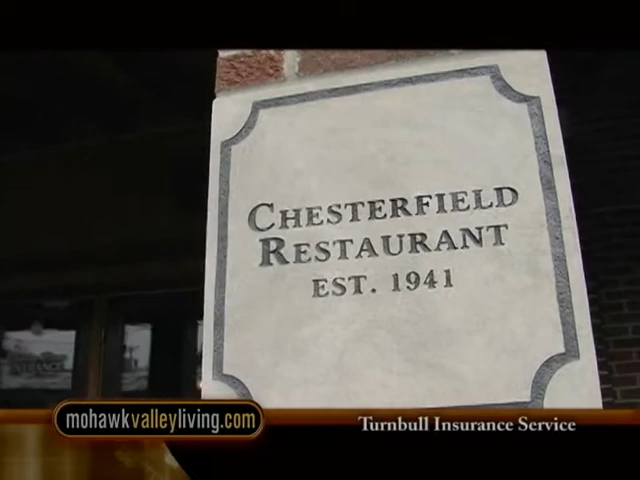 CHESTERFIELD
RESTAURANT
EST. 1941
mohawkvalleyliving.com
Turnbull Insurance Service